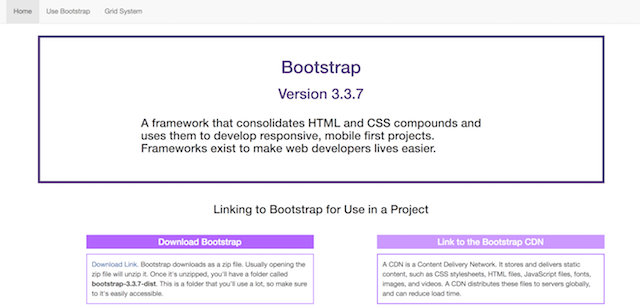 Home Use Bootstrap Grid System
Bootstrap
Version 3.3.7
A framework that consolidates HTML and CSS compounds and
uses them to develop responsive, mobile first projects.
Frameworks exist to make web developers lives easier.
Linking to Bootstrap for Use in a Project
Download Bootstrap
Download Link. Bootstrap downloads as a zip file. Usually opening the
zip file will unzip it. Once it's unzipped, you'll have a folder called
bootstrap-3.3.7-dist. This is a folder that you'll use a lot, so make sure
to it's easily accessible.
Link to the Bootstrap CDN
A CDN is a Content Delivery Network. It stores and delivers static
content, such as CSS stylesheets, HTML files, JavaScript files, fonts,
images, and videos. A CDN distributes these files to servers globally,
and can reduce load time.